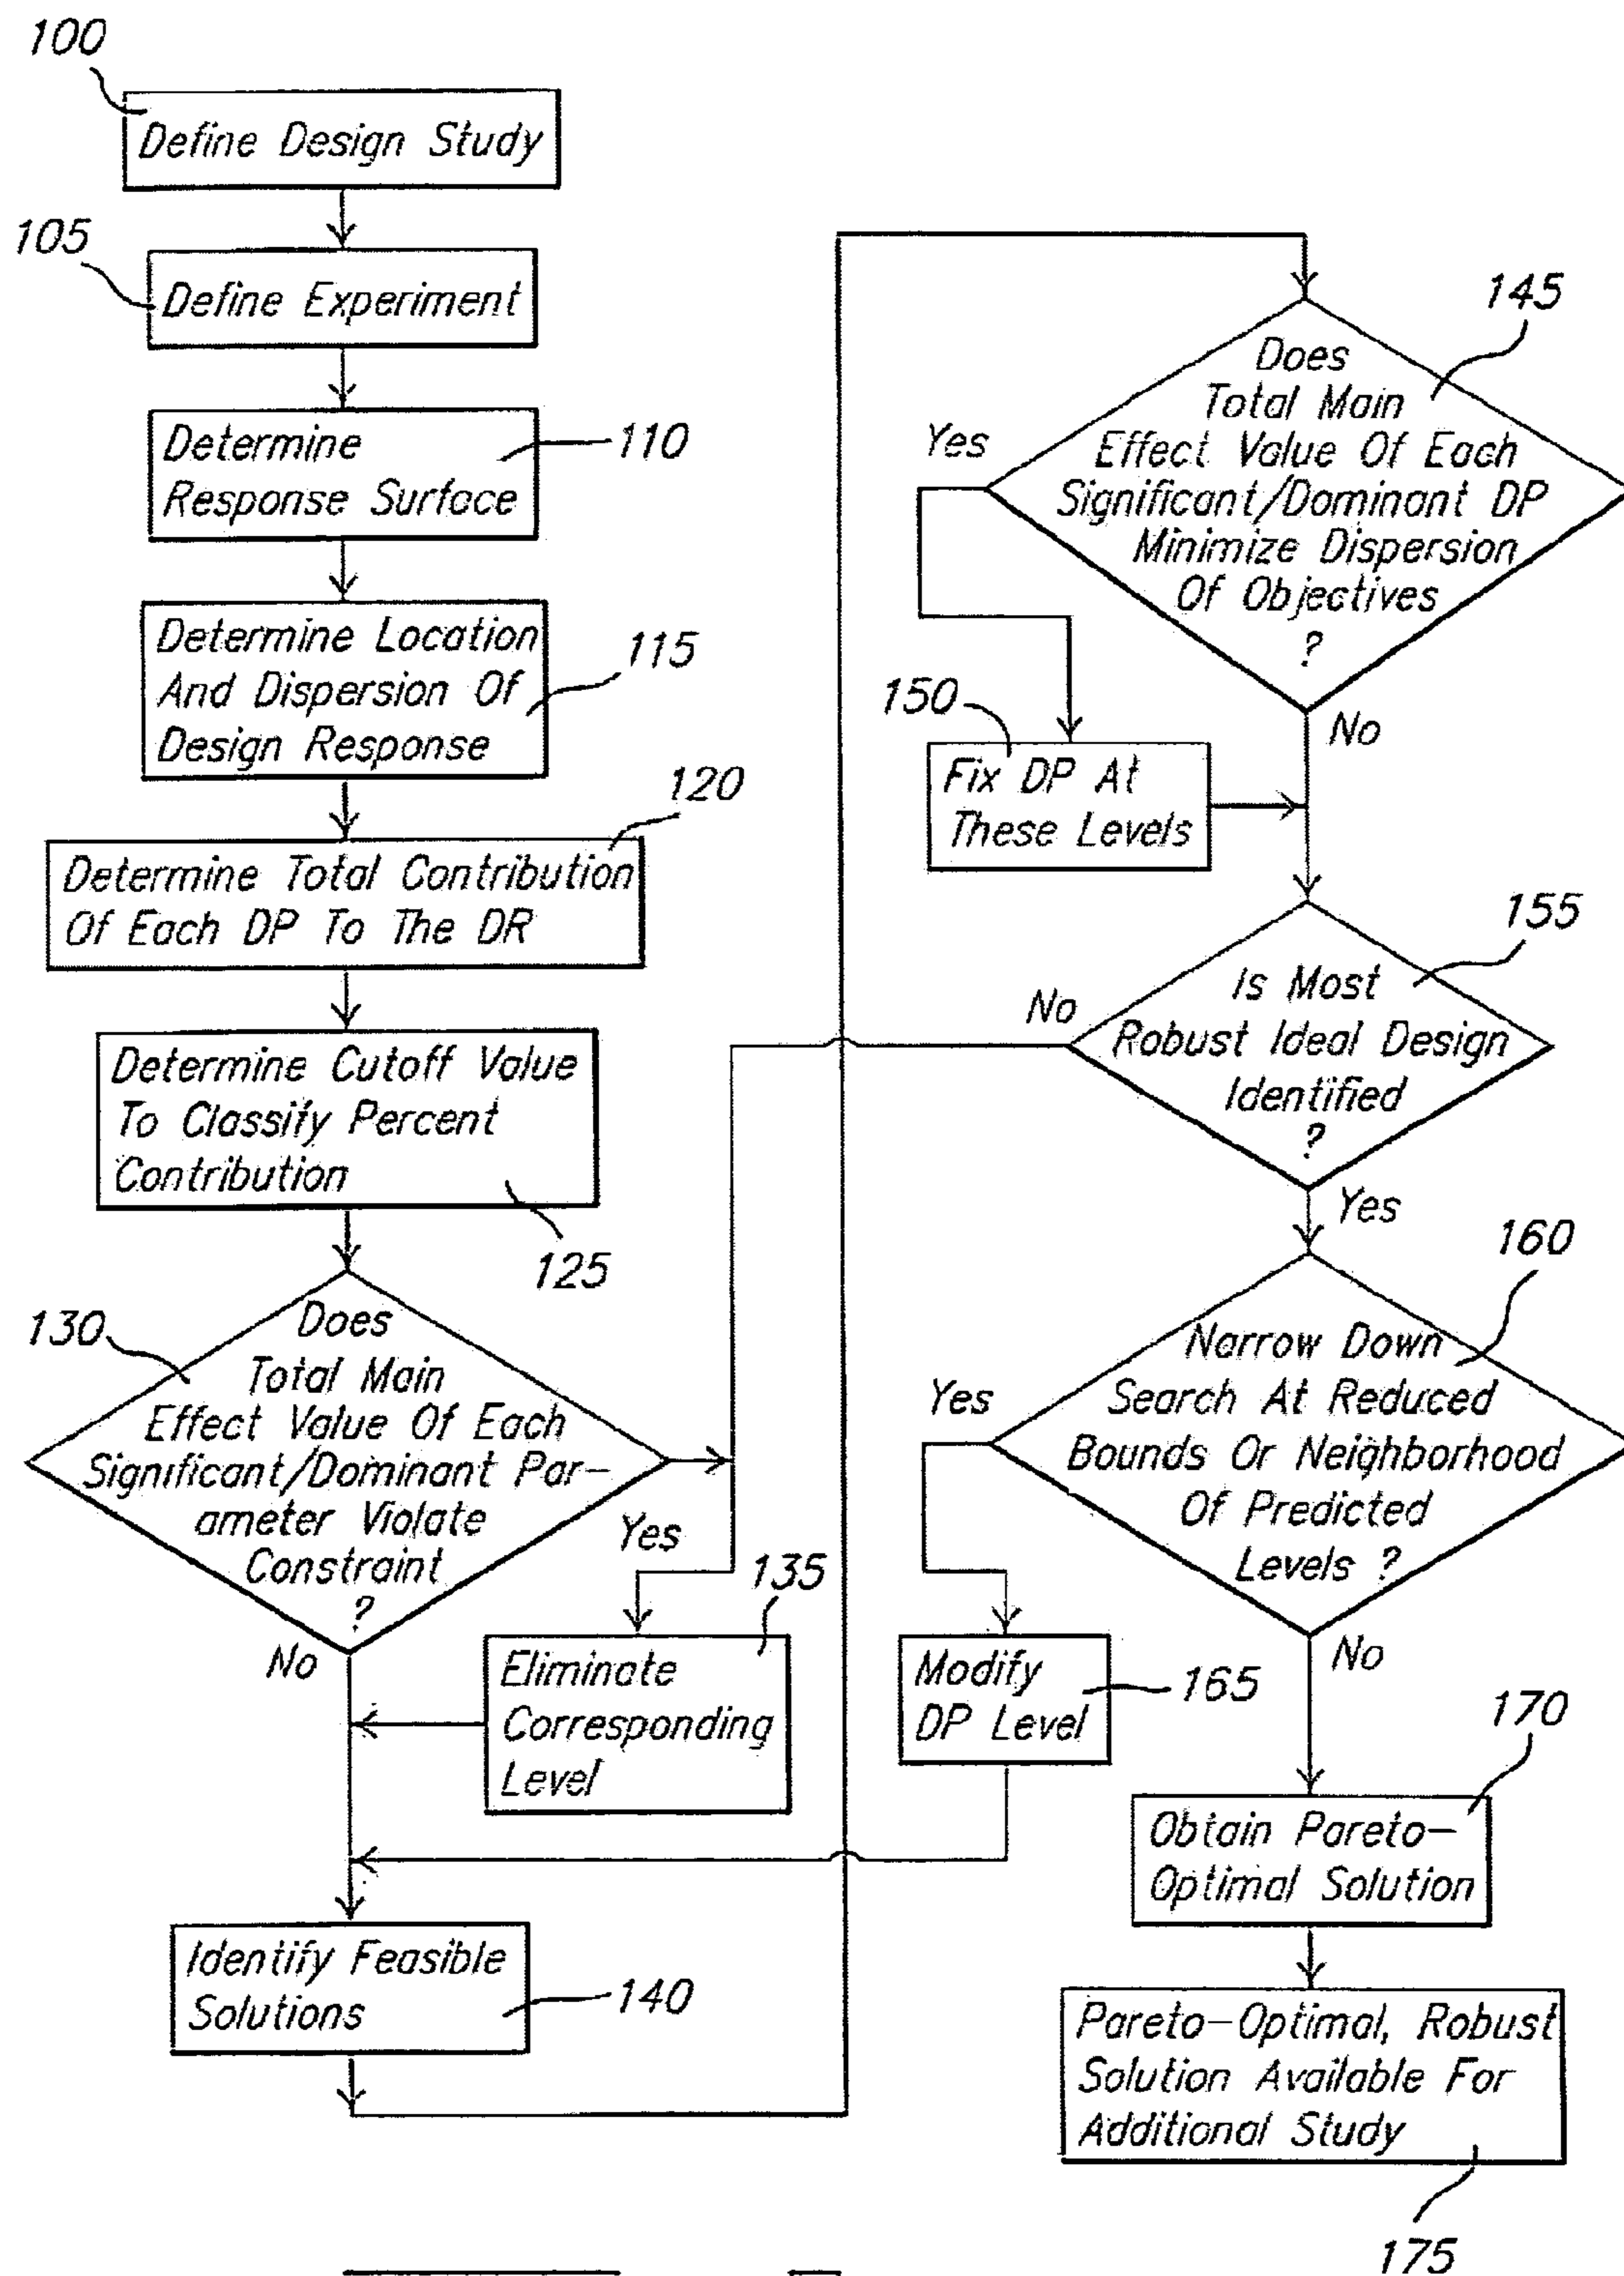 100
Define Design Study
105
Define Experiment
Determine
Response Surface
110
Determine Location
And Dispersion Of
Design Response
115
120
Determine Total Contribution
Of Each DP To The DR
Determine Cutoff Value
To Classify Percent
Contribution
125
130
Does
Total Main
Effect Value Of Each
Significant/Dominant Par-
ameter Violate
Constraint
?
Yes
No
135
Eliminate
Corresponding
Level
Identify Feasible
Solutions
140
145
Does
Total Main
Effect Value Of Each
Significant/Dominant DP
Minimize Dispersion
Of Objectives
?
Yes
No
150
Fix DP At
These Levels
155
Is Most
Robust Ideal Design
Identified
?
No
Yes
160
Narrow Down
Search At Reduced
Bounds Or Neighborhood
Of Predicted
Levels ?
Yes
No
Modify
DP Level
165
170
Obtain Pareto-
Optimal Solution
Pareto-Optimal, Robust
Solution Available For
Additional Study
175